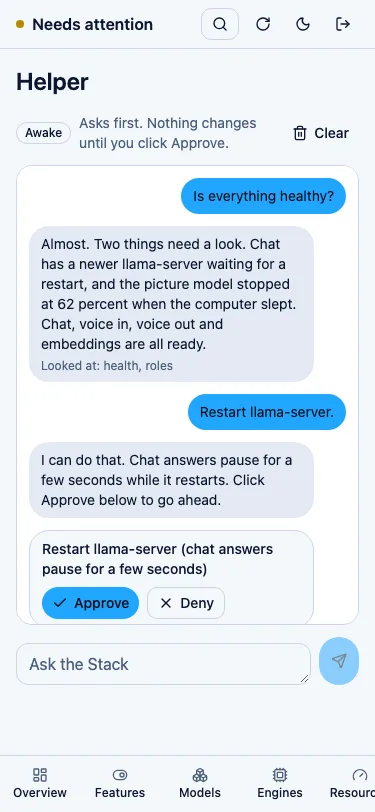 Needs attention
Helper
Awake
Asks first. Nothing changes
until you click Approve.
Clear
Is everything healthy?
Almost. Two things need a look. Chat
has a newer llama-server waiting for a
restart, and the picture model stopped
at 62 percent when the computer slept.
Chat, voice in, voice out and
embeddings are all ready.
Looked at: health, roles
Restart llama-server.
I can do that. Chat answers pause for a
few seconds while it restarts. Click
Approve below to go ahead.
Restart llama-server (chat answers
pause for a few seconds)
Approve
Deny
Ask the Stack
Overview
Features
Models
Engines
Resourc